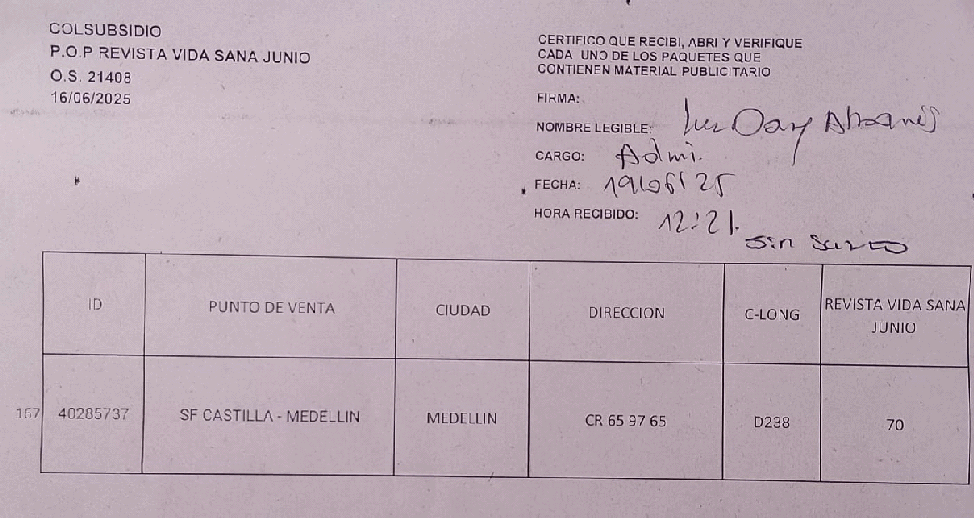 COLSUBSIDIO
P.O.P REVISTA VIDA SANA JUNIO
O.S. 21408
16/06/2025
CERTIFICO QUE RECIBI, ABRI Y VERIFIQUE
CADA UNO DE LOS PAQUETES QUE
CONTIENEN MATERIAL PUBLICITARIO
FIRMA:
NOMBRE LEGIBLE:
CARGO: Admi.
FECHA: 19/06/25
HORA RECIBIDO: 12:21.
sin
ID PUNTO DE VENTA CIUDAD DIRECCION C-LONG REVISTA VIDA SANA
JUNIO
167 40285737 SF CASTILLA - MEDELLIN MEDELLIN CR 65 97 65 D238 70